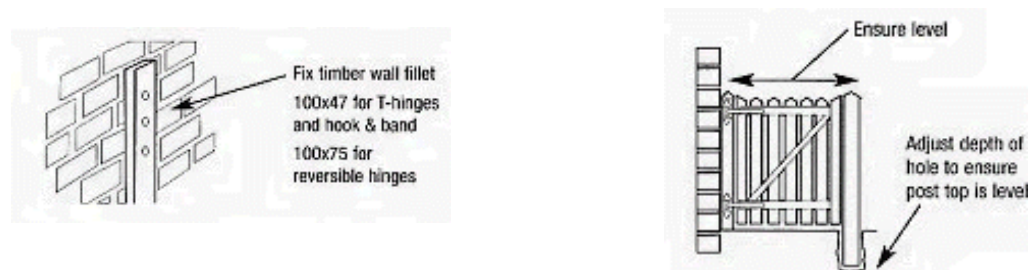 Fix timber wall fillet
100x47 for T-hinges
and hook & band
100x75 for
reversible hinges
Ensure level
Adjust depth of
hole to ensure
post top is level